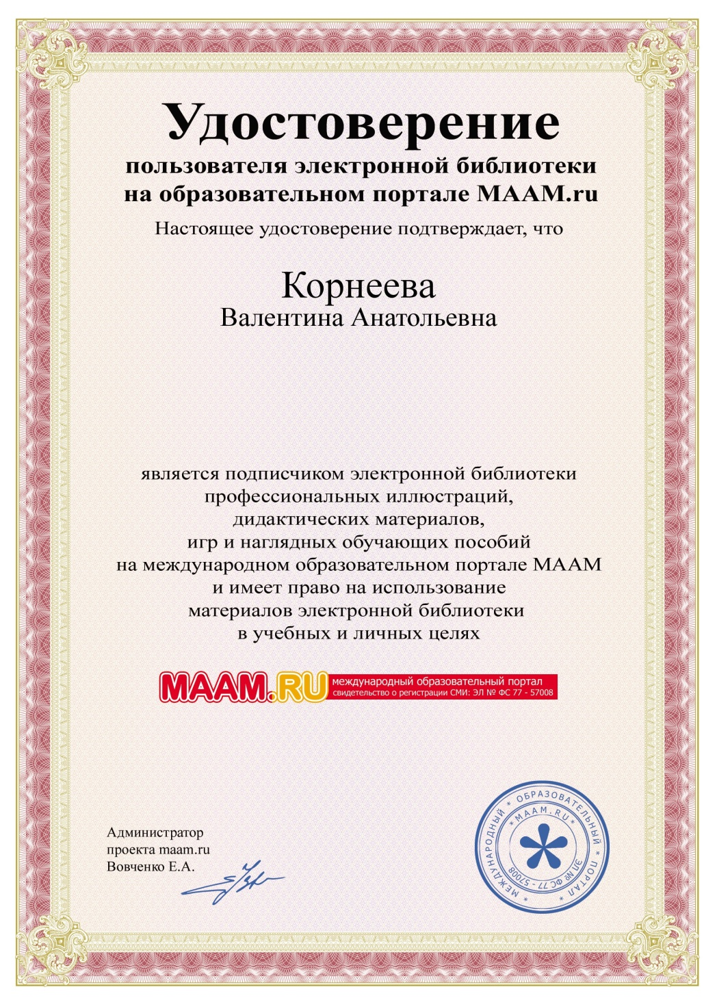 Удостоверение
пользователя электронной библиотеки
на образовательном портале MAAM.ru
Настоящее удостоверение подтверждает, что
Корнеева
Валентина Анатольевна
является подписчиком электронной библиотеки
профессиональных иллюстраций,
дидактических материалов,
игр и наглядных обучающих пособий
на международном образовательном портале МААМ
и имеет право на использование
материалов электронной библиотеки
в учебных и личных целях
MAAM.RU
международный образовательный портал
свидетельство о регистрации СМИ: ЭЛ № ФС 77 - 57008
Администратор
проекта maam.ru
Вовченко Е.А.
* МЕЖДУНАРОДНЫЙ * ОБРАЗОВАТЕЛЬНЫЙ * ПОРТАЛ *
* MAAM.RU *
ЭЛ № ФС 77 - 57008